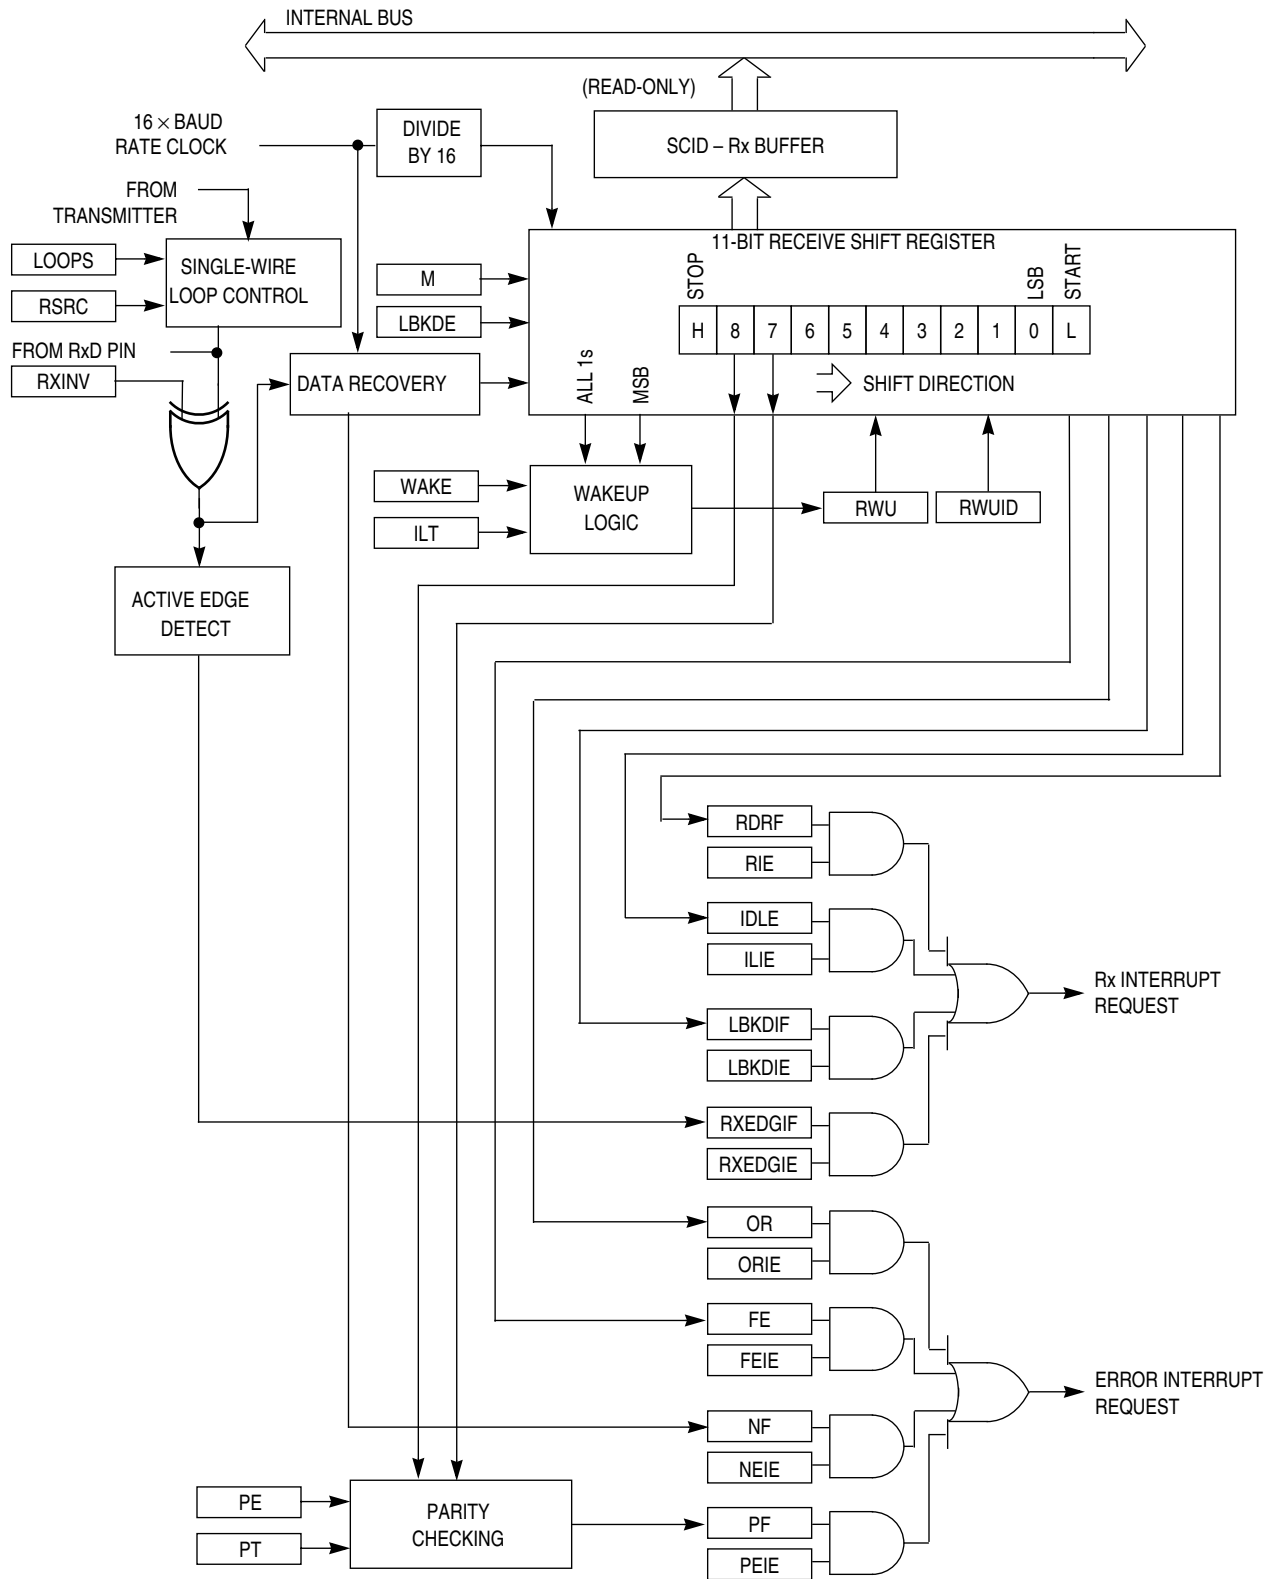 INTERNAL BUS
(READ-ONLY)
16 × BAUD
RATE CLOCK
DIVIDE
BY 16
SCID – Rx BUFFER
FROM
TRANSMITTER
11-BIT RECEIVE SHIFT REGISTER
LOOPS
RSRC
SINGLE-WIRE
LOOP CONTROL
M
LBKDE
STOP
LSB
START
H 8 7 6 5 4 3 2 1 0 L
FROM RxD PIN
RXINV
DATA RECOVERY
ALL 1s
MSB
SHIFT DIRECTION
WAKE
ILT
WAKEUP
LOGIC
RWU
RWUID
ACTIVE EDGE
DETECT
RDRF
RIE
IDLE
ILIE
Rx INTERRUPT
REQUEST
LBKDIF
LBKDIE
RXEDGIF
RXEDGIE
OR
ORIE
FE
FEIE
ERROR INTERRUPT
REQUEST
NF
NEIE
PE
PT
PARITY
CHECKING
PF
PEIE